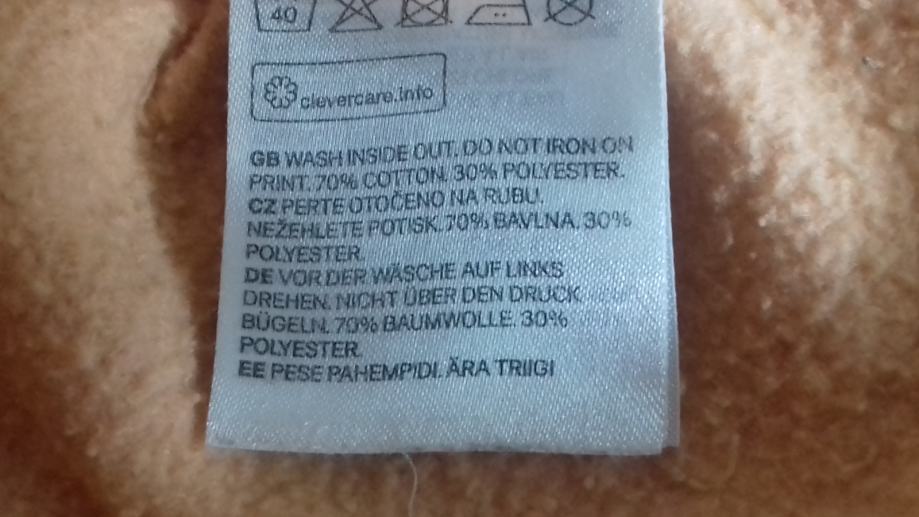 40
clevercare.info
GB WASH INSIDE OUT. DO NOT IRON ON
PRINT. 70% COTTON. 30% POLYESTER.
CZ PERTE OTOČENO NA RUBU.
NEŽEHLETE POTISK. 70% BAVLNA. 30%
POLYESTER.
DE VOR DER WÄSCHE AUF LINKS
DREHEN. NICHT ÜBER DEN DRUCK
BÜGELN. 70% BAUMWOLLE. 30%
POLYESTER.
EE PESE PAHEMPIDI. ÄRA TRIIGI